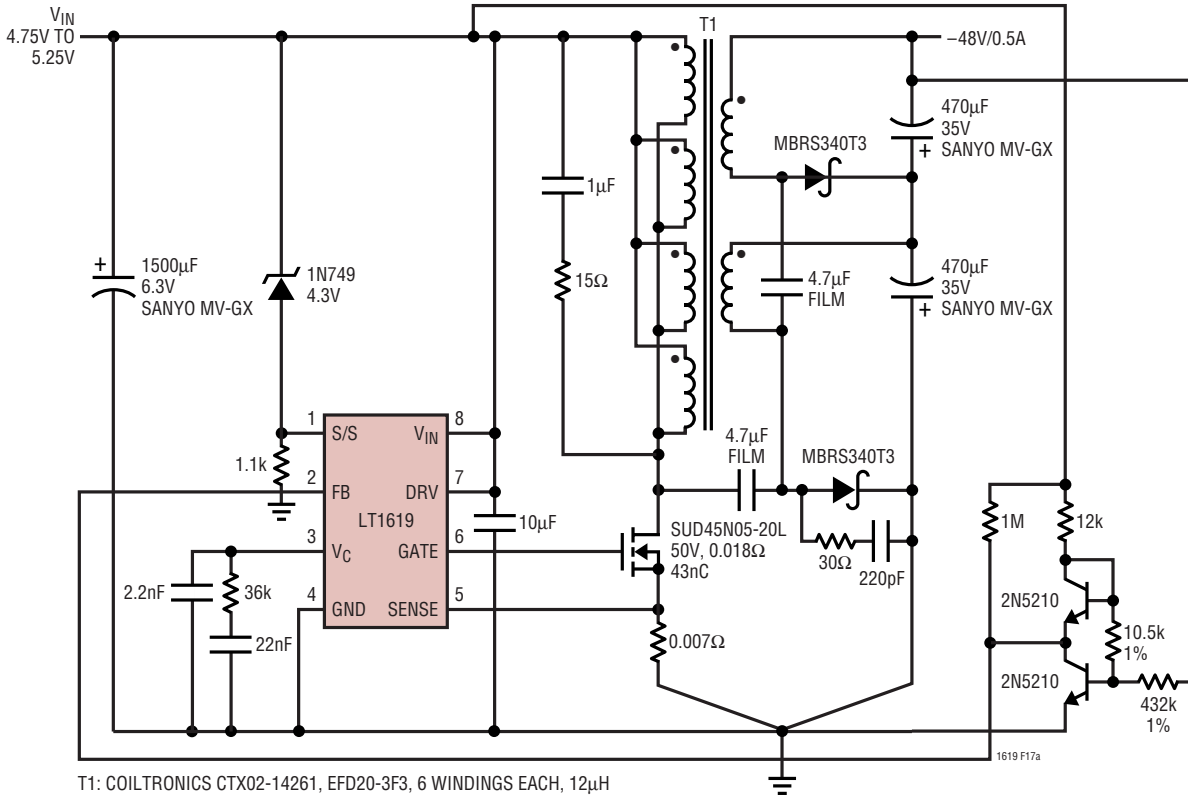 VIN
4.75V TO
5.25V
T1
–48V/0.5A
470µF
35V
+ SANYO MV-GX
MBRS340T3
1µF
+
1500µF
6.3V
SANYO MV-GX
1N749
4.3V
15Ω
4.7µF
FILM
470µF
35V
+ SANYO MV-GX
1.1k
1
S/S
VIN
8
2
FB
DRV
7
LT1619
3
VC
GATE
6
4
GND
SENSE
5
10µF
4.7µF
FILM
MBRS340T3
SUD45N05-20L
50V, 0.018Ω
43nC
30Ω
220pF
1M
12k
2N5210
10.5k
1%
2N5210
432k
1%
2.2nF
36k
22nF
0.007Ω
1619 F17a
T1: COILTRONICS CTX02-14261, EFD20-3F3, 6 WINDINGS EACH, 12µH